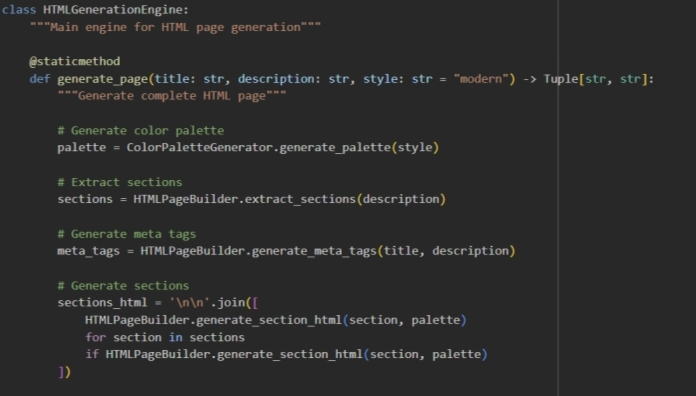 class HTMLGenerationEngine:
    """Main engine for HTML page generation"""

    @staticmethod
    def generate_page(title: str, description: str, style: str = "modern") -> Tuple[str, str]:
        """Generate complete HTML page"""

        # Generate color palette
        palette = ColorPaletteGenerator.generate_palette(style)

        # Extract sections
        sections = HTMLPageBuilder.extract_sections(description)

        # Generate meta tags
        meta_tags = HTMLPageBuilder.generate_meta_tags(title, description)

        # Generate sections
        sections_html = '\n\n'.join([
            HTMLPageBuilder.generate_section_html(section, palette)
            for section in sections
            if HTMLPageBuilder.generate_section_html(section, palette)
        ])